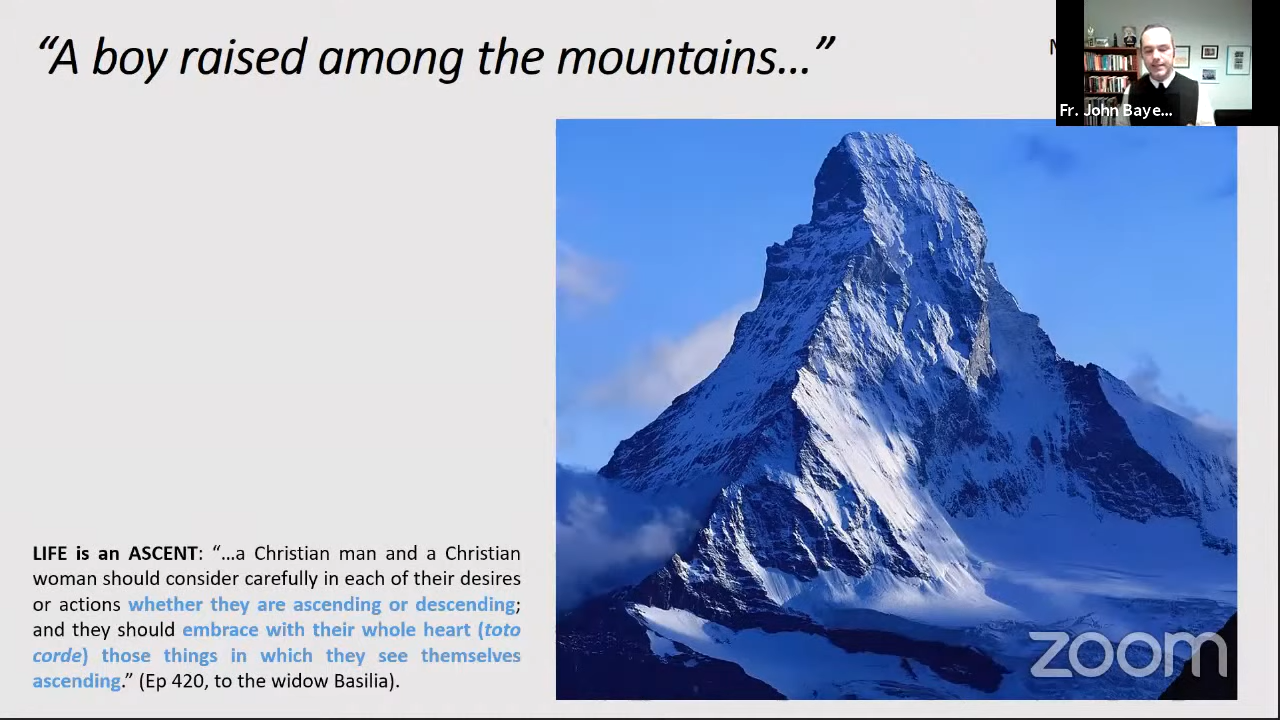 “A boy raised among the mountains…”
Fr. John Baye...
LIFE is an ASCENT: “…a Christian man and a Christian
woman should consider carefully in each of their desires
or actions whether they are ascending or descending;
and they should embrace with their whole heart (toto
corde) those things in which they see themselves
ascending.” (Ep 420, to the widow Basilia).
zoom